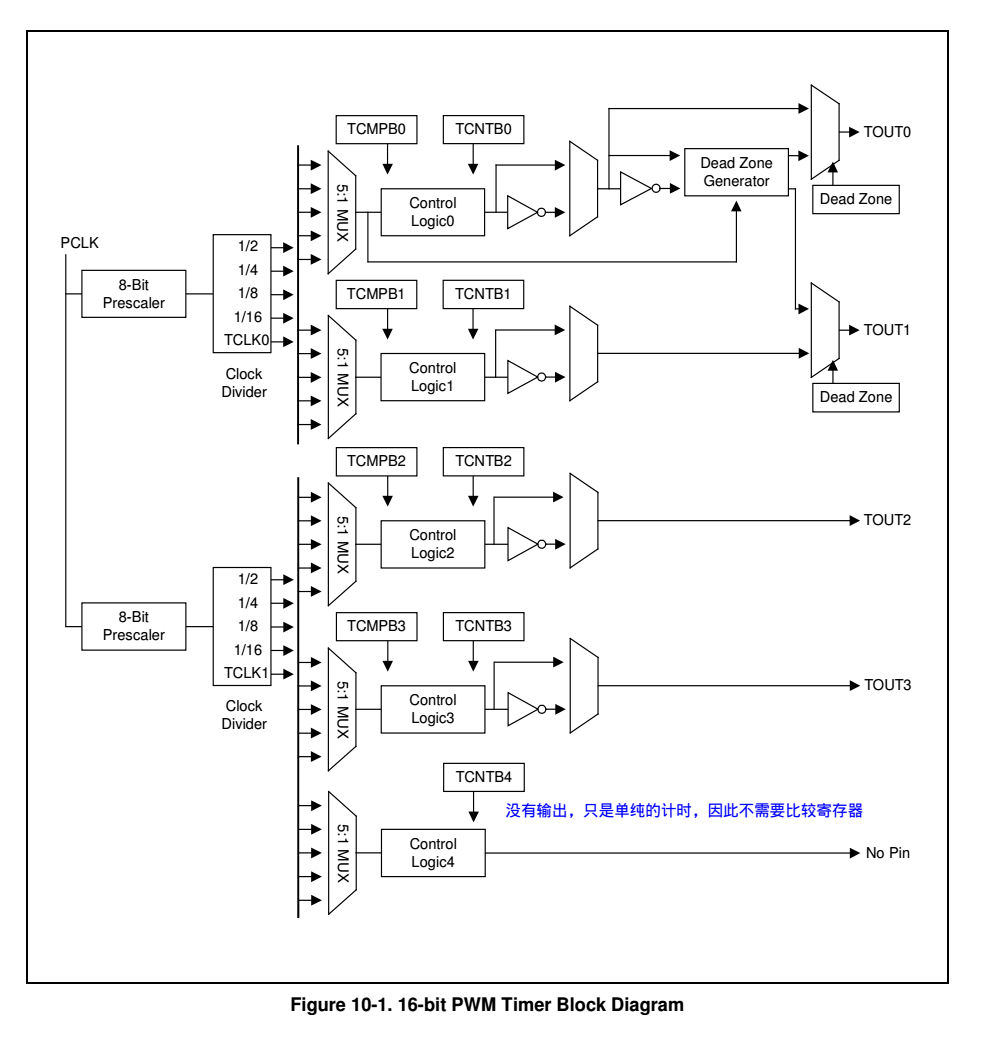 TCMPB0
TCNTB0
TOUT0
5:1 MUX
Control
Logic0
Dead Zone
Generator
Dead Zone
PCLK
8-Bit
Prescaler
1/2
1/4
1/8
1/16
TCLK0
Clock
Divider
TCMPB1
TCNTB1
TOUT1
5:1 MUX
Control
Logic1
Dead Zone
TCMPB2
TCNTB2
5:1 MUX
Control
Logic2
TOUT2
8-Bit
Prescaler
1/2
1/4
1/8
1/16
TCLK1
Clock
Divider
TCMPB3
TCNTB3
5:1 MUX
Control
Logic3
TOUT3
TCNTB4
没有输出，只是单纯的计时，因此不需要比较寄存器
5:1 MUX
Control
Logic4
No Pin
Figure 10-1. 16-bit PWM Timer Block Diagram